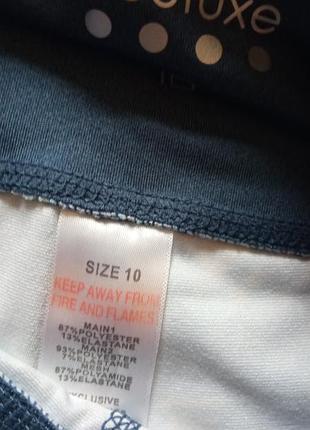 SIZE 10
KEEP AWAY FROM
FIRE AND FLAMES
MAIN1
87%POLYESTER
13%ELASTANE
MAIN2
93%POLYESTER
7%ELASTANE
MESH
87%POLYAMIDE
13%ELASTANE